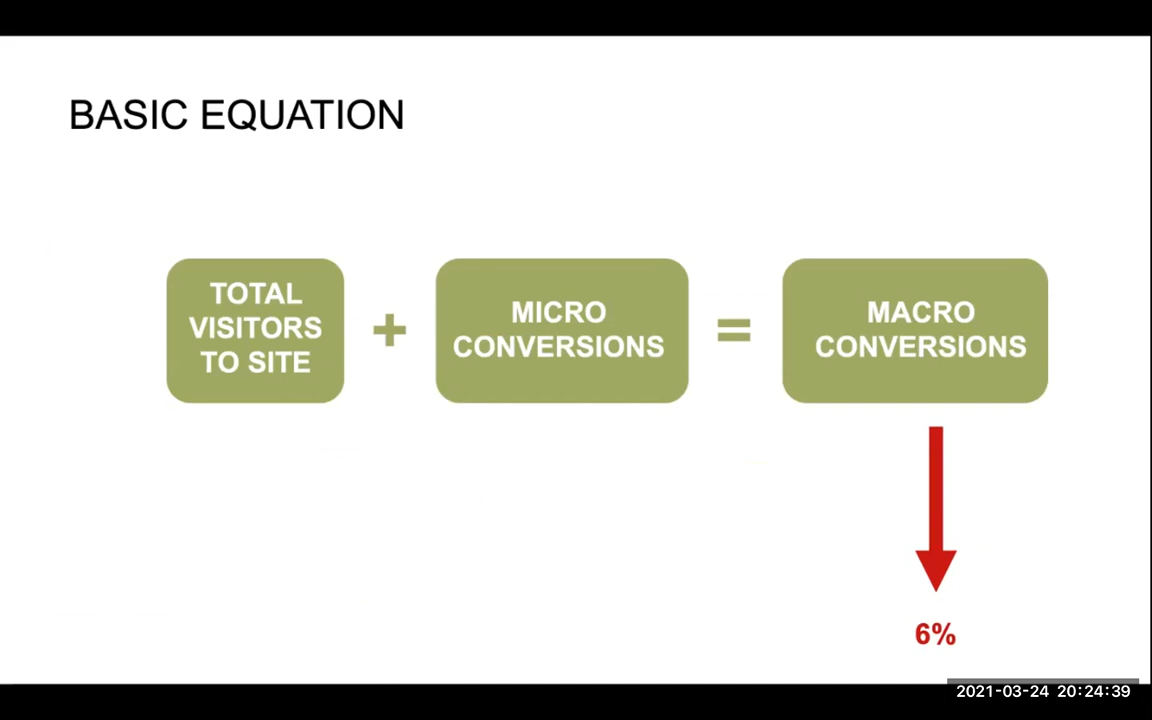 BASIC EQUATION
TOTAL
VISITORS
TO SITE
+
MICRO
CONVERSIONS
=
MACRO
CONVERSIONS
6%
2021-03-24 20:24:39